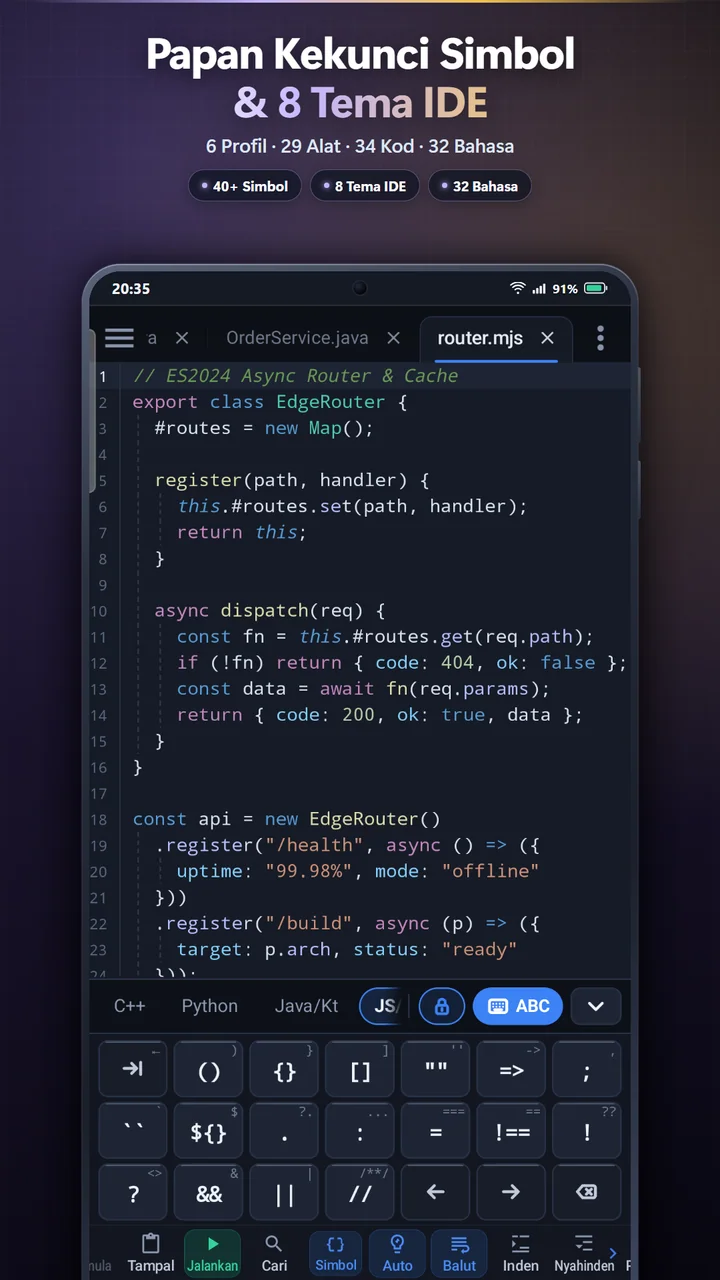 Papan Kekunci Simbol
& 8 Tema IDE
6 Profil · 29 Alat · 34 Kod · 32 Bahasa
40+ Simbol 8 Tema IDE 32 Bahasa
20:35 91%
a × OrderService.java × router.mjs ×
1 // ES2024 Async Router & Cache
2 export class EdgeRouter {
3 #routes = new Map();
4
5 register(path, handler) {
6 this.#routes.set(path, handler);
7 return this;
8 }
9
10 async dispatch(req) {
11 const fn = this.#routes.get(req.path);
12 if (!fn) return { code: 404, ok: false };
13 const data = await fn(req.params);
14 return { code: 200, ok: true, data };
15 }
16 }
17
18 const api = new EdgeRouter()
19 .register("/health", async () => ({
20 uptime: "99.98%", mode: "offline"
21 }))
22 .register("/build", async (p) => ({
23 target: p.arch, status: "ready"
24 }));
C++ Python Java/Kt JS/ ABC
← ) } ] '' -> ,
→| () {} [] "" => ;
' $ ?. ... === == ??
`` ${} . : = !== !
<> & | /**/
? && || // ← → ⌫
Tampal Jalankan Cari Simbol Auto Balut Inden Nyahinden